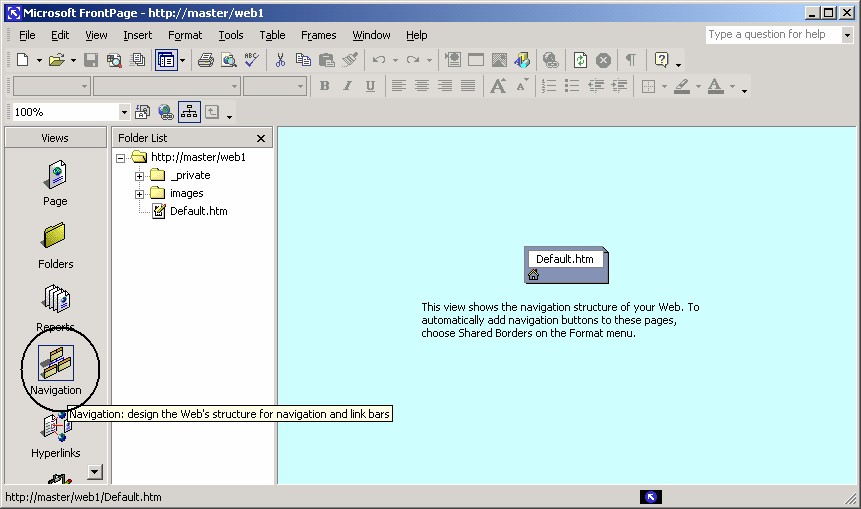 Microsoft FrontPage - http://master/web1
File Edit View Insert Format Tools Table Frames Window Help
Type a question for help
ABC
B I U A A A
100%
Views
Folder List
http://master/web1
_private
images
Default.htm
Page
Folders
Reports
Navigation
Hyperlinks
Default.htm
This view shows the navigation structure of your Web. To
automatically add navigation buttons to these pages,
choose Shared Borders on the Format menu.
Navigation: design the Web's structure for navigation and link bars
http://master/web1/Default.htm